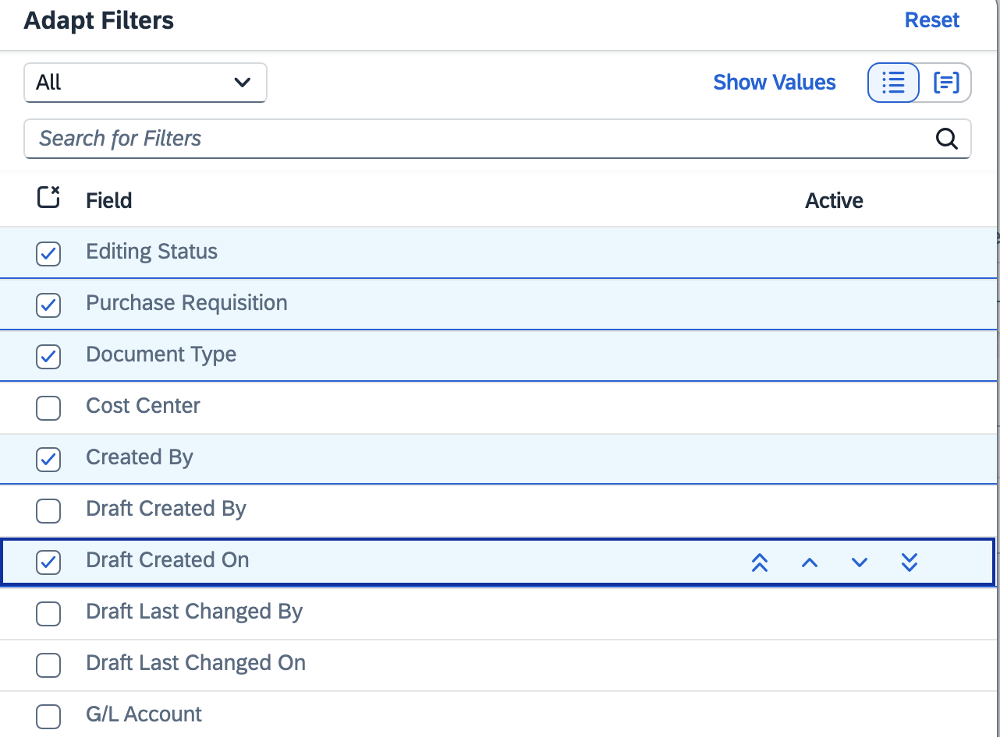 Adapt Filters
Reset
All
Show Values
Search for Filters
Field
Active
Editing Status
Purchase Requisition
Document Type
Cost Center
Created By
Draft Created By
Draft Created On
Draft Last Changed By
Draft Last Changed On
G/L Account